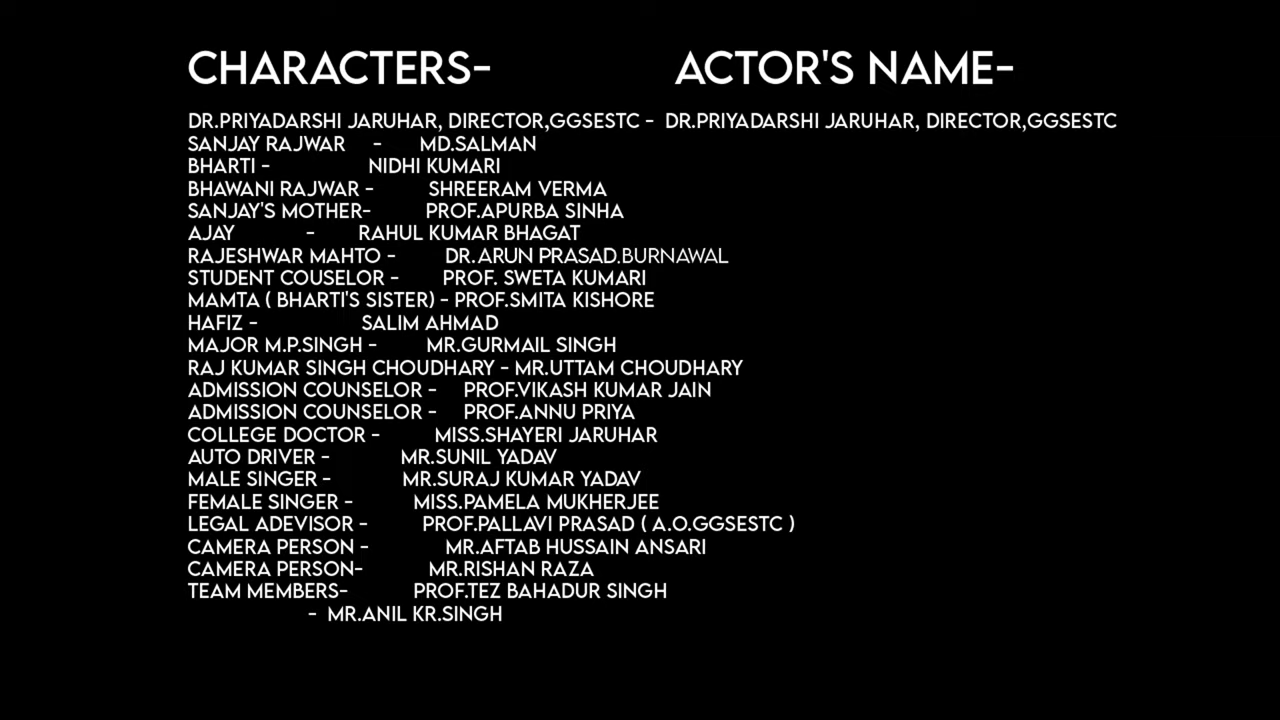 CHARACTERS- ACTOR'S NAME-
DR.PRIYADARSHI JARUHAR, DIRECTOR,GGSESTC - DR.PRIYADARSHI JARUHAR, DIRECTOR,GGSESTC
SANJAY RAJWAR - MD.SALMAN
BHARTI - NIDHI KUMARI
BHAWANI RAJWAR - SHREERAM VERMA
SANJAY'S MOTHER- PROF.APURBA SINHA
AJAY - RAHUL KUMAR BHAGAT
RAJESHWAR MAHTO - DR.ARUN PRASAD.BURNAWAL
STUDENT COUSELOR - PROF. SWETA KUMARI
MAMTA ( BHARTI'S SISTER) - PROF.SMITA KISHORE
HAFIZ - SALIM AHMAD
MAJOR M.P.SINGH - MR.GURMAIL SINGH
RAJ KUMAR SINGH CHOUDHARY - MR.UTTAM CHOUDHARY
ADMISSION COUNSELOR - PROF.VIKASH KUMAR JAIN
ADMISSION COUNSELOR - PROF.ANNU PRIYA
COLLEGE DOCTOR - MISS.SHAYERI JARUHAR
AUTO DRIVER - MR.SUNIL YADAV
MALE SINGER - MR.SURAJ KUMAR YADAV
FEMALE SINGER - MISS.PAMELA MUKHERJEE
LEGAL ADEVISOR - PROF.PALLAVI PRASAD ( A.O.GGSESTC )
CAMERA PERSON - MR.AFTAB HUSSAIN ANSARI
CAMERA PERSON- MR.RISHAN RAZA
TEAM MEMBERS- PROF.TEZ BAHADUR SINGH
- MR.ANIL KR.SINGH